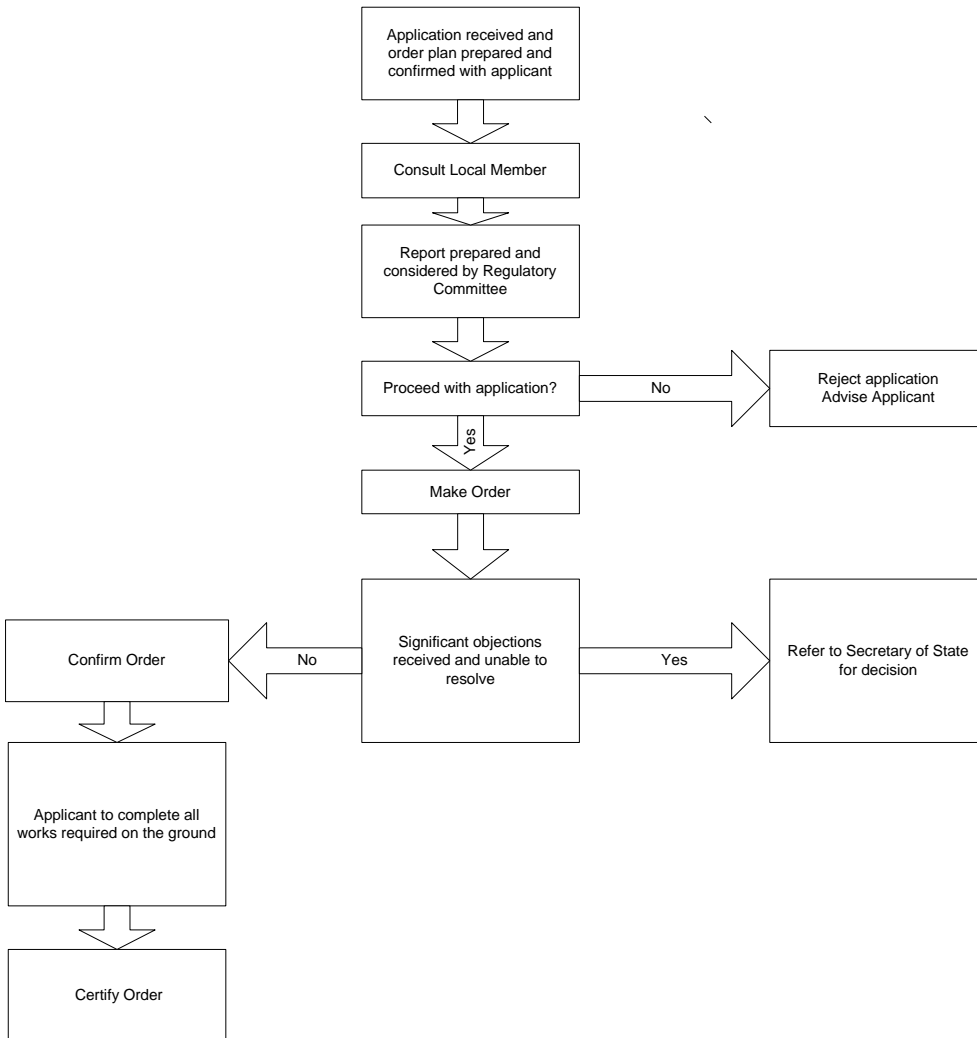 Application received and
order plan prepared and
confirmed with applicant
Consult Local Member
Report prepared and
considered by Regulatory
Committee
Proceed with application?
No
Reject application
Advise Applicant
Yes
Make Order
Significant objections
received and unable to
resolve
No
Confirm Order
Yes
Refer to Secretary of State
for decision
Applicant to complete all
works required on the ground
Certify Order